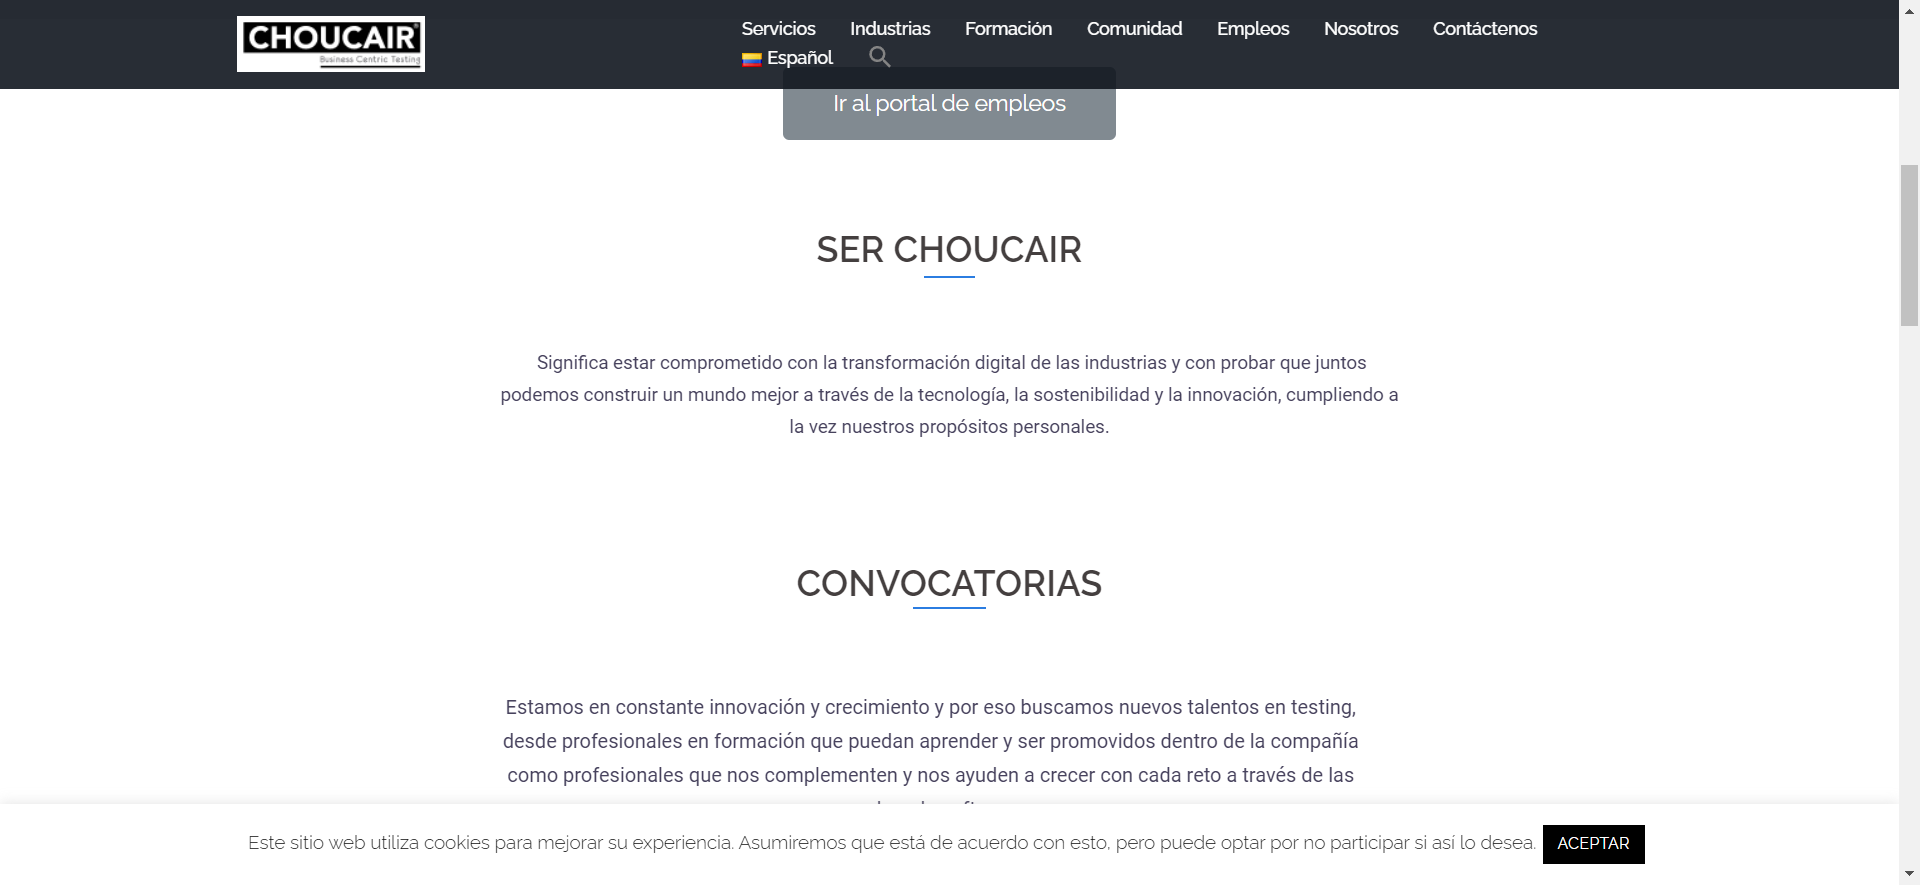 CHOUCAIR®
Business Centric Testing
Servicios Industrias Formación Comunidad Empleos Nosotros Contáctenos
Español
Ir al portal de empleos
SER CHOUCAIR
Significa estar comprometido con la transformación digital de las industrias y con probar que juntos
podemos construir un mundo mejor a través de la tecnología, la sostenibilidad y la innovación, cumpliendo a
la vez nuestros propósitos personales.
CONVOCATORIAS
Estamos en constante innovación y crecimiento y por eso buscamos nuevos talentos en testing,
desde profesionales en formación que puedan aprender y ser promovidos dentro de la compañía
como profesionales que nos complementen y nos ayuden a crecer con cada reto a través de las
Este sitio web utiliza cookies para mejorar su experiencia. Asumiremos que está de acuerdo con esto, pero puede optar por no participar si así lo desea. ACEPTAR